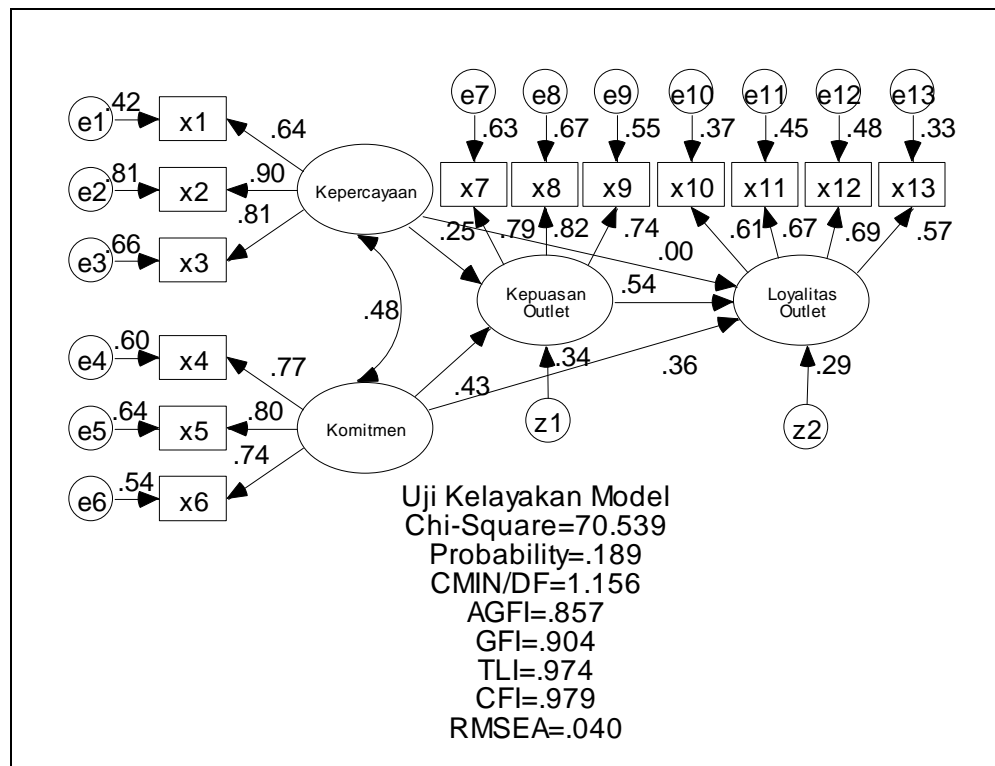 e7 e8 e9 e10 e11 e12 e13
.63 .67 .55 .37 .45 .48 .33
x7 x8 x9 x10 x11 x12 x13
.25 .79 .82 .74 .61 .67 .69 .57
e1 .42 x1 .64
e2 .81 x2 .90
e3 .66 x3 .81
Kepercayaan
.00
Kepuasan
Outlet
.54
Loyalitas
Outlet
.48
.34
.36
.29
.43
e4 .60 x4 .77
e5 .64 x5 .80
e6 .54 x6 .74
Komitmen
z1
z2
Uji Kelayakan Model
Chi-Square=70.539
Probability=.189
CMIN/DF=1.156
AGFI=.857
GFI=.904
TLI=.974
CFI=.979
RMSEA=.040